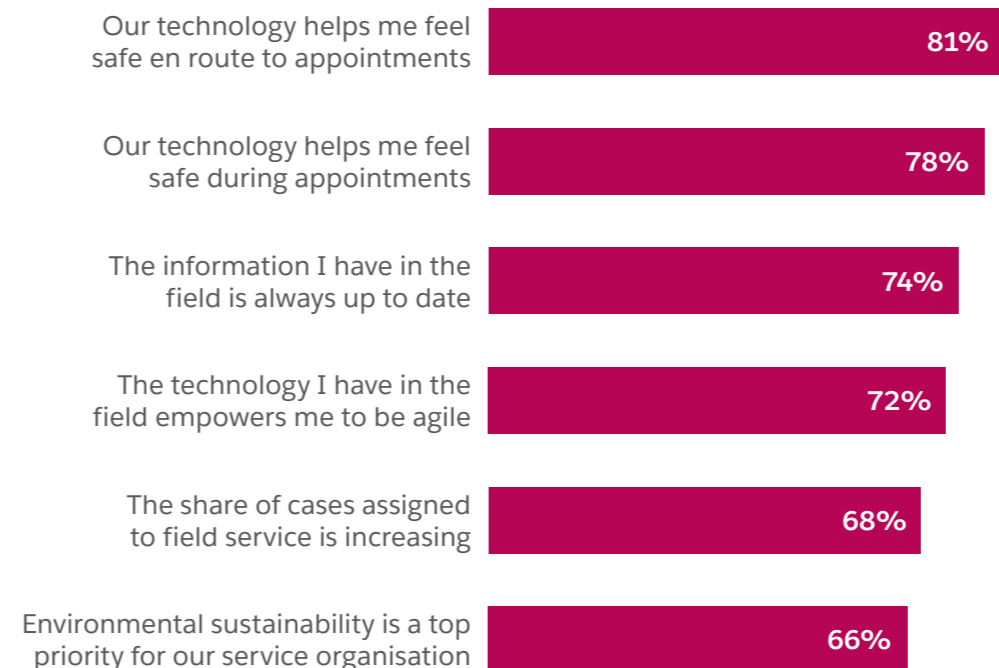 Our technology helps me feel
safe en route to appointments
81%
Our technology helps me feel
safe during appointments
78%
The information I have in the
field is always up to date
74%
The technology I have in the
field empowers me to be agile
72%
The share of cases assigned
to field service is increasing
68%
Environmental sustainability is a top
priority for our service organisation
66%